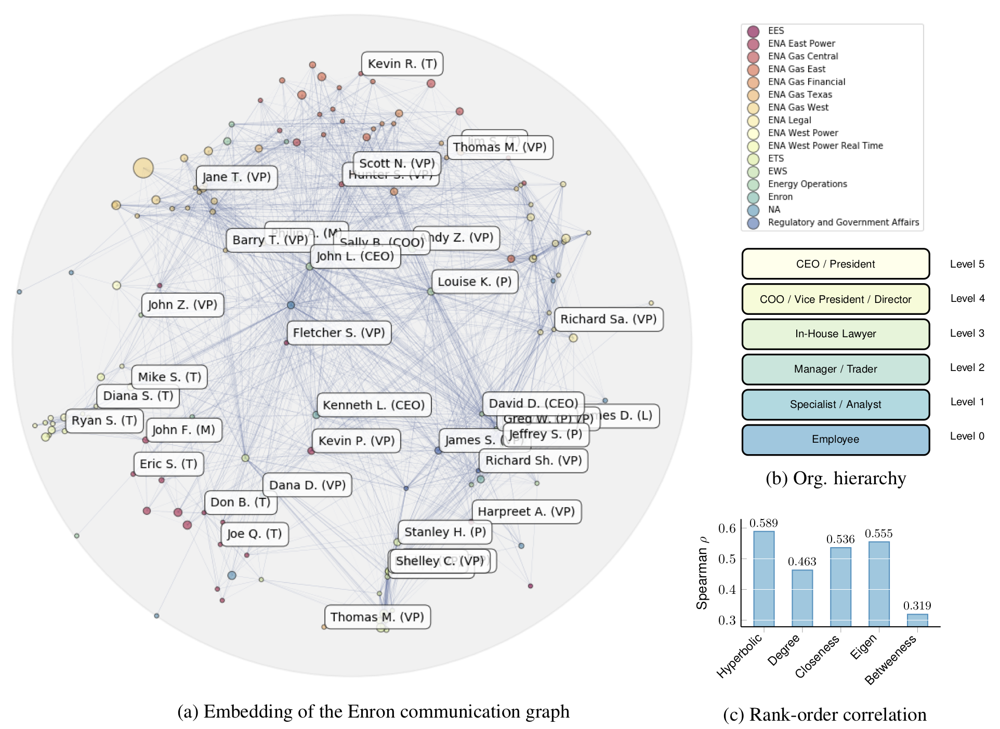 Kevin R. (T)
Jim S. (T)
Thomas M. (VP)
Scott N. (VP)
Hunter S. (VP)
Jane T. (VP)
Philip A. (M)
Barry T. (VP)
Sally B. (COO)
Andy Z. (VP)
John L. (CEO)
Louise K. (P)
John Z. (VP)
Richard Sa. (VP)
Fletcher S. (VP)
Mike S. (T)
Diana S. (T)
Ryan S. (T)
John F. (M)
Kenneth L. (CEO)
David D. (CEO)
Greg W. (P)
VP)
mes D. (L)
Jeffrey S. (P)
Kevin P. (VP)
James S. (VP)
Eric S. (T)
Richard Sh. (VP)
Dana D. (VP)
Don B. (T)
Harpreet A. (VP)
Joe Q. (T)
Stanley H. (P)
Shelley C. (VP)
Thomas M. (VP)
(a) Embedding of the Enron communication graph
EES
ENA East Power
ENA Gas Central
ENA Gas East
ENA Gas Financial
ENA Gas Texas
ENA Gas West
ENA Legal
ENA West Power
ENA West Power Real Time
ETS
EWS
Energy Operations
Enron
NA
Regulatory and Government Affairs
CEO / President Level 5
COO / Vice President / Director Level 4
In-House Lawyer Level 3
Manager / Trader Level 2
Specialist / Analyst Level 1
Employee Level 0
(b) Org. hierarchy
Spearman ρ
0.6
0.5
0.4
0.3
0.589
0.463
0.536
0.555
0.319
Hyperbolic
Degree
Closeness
Eigen
Betweeness
(c) Rank-order correlation